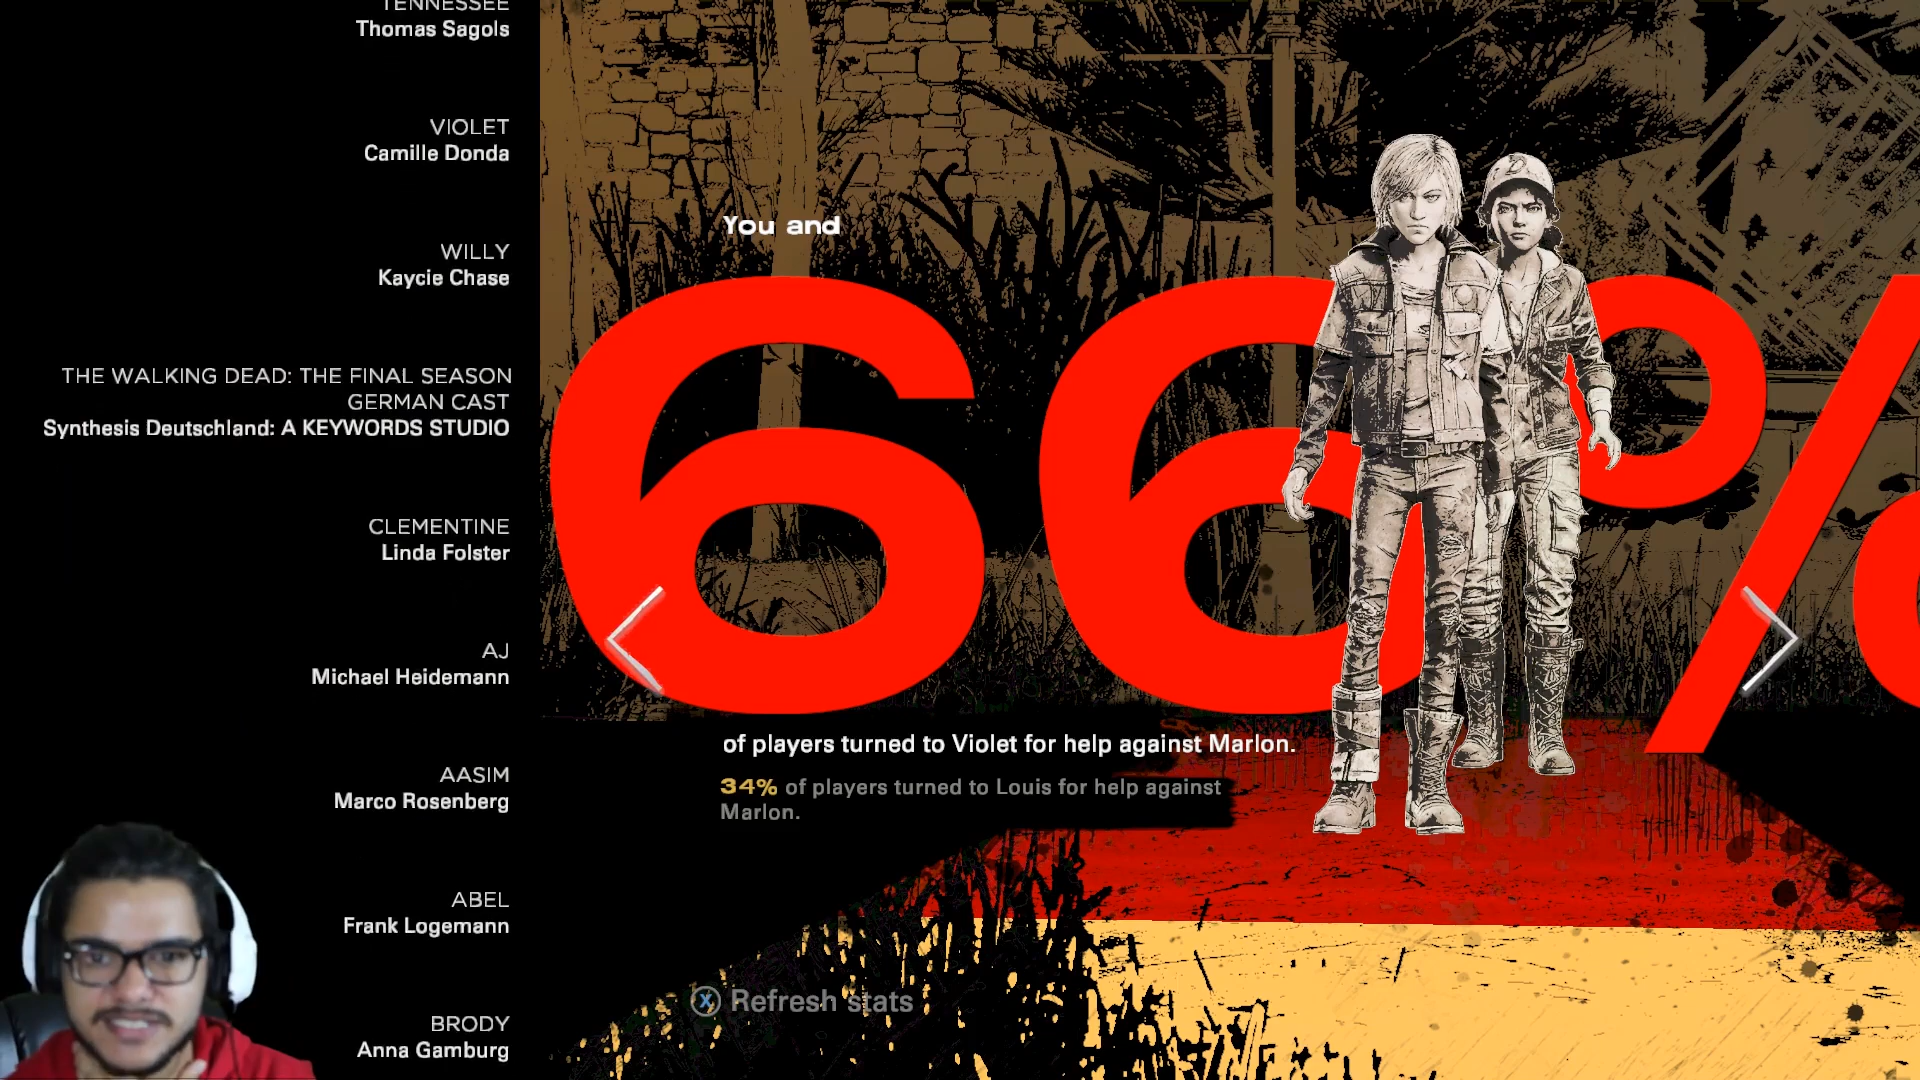 TENNESSEE
Thomas Sagols
VIOLET
Camille Donda
WILLY
Kaycie Chase
THE WALKING DEAD: THE FINAL SEASON
GERMAN CAST
Synthesis Deutschland: A KEYWORDS STUDIO
CLEMENTINE
Linda Folster
AJ
Michael Heidemann
AASIM
Marco Rosenberg
ABEL
Frank Logemann
BRODY
Anna Gamburg
You and
66%
of players turned to Violet for help against Marlon.
34% of players turned to Louis for help against
Marlon.
X Refresh stats